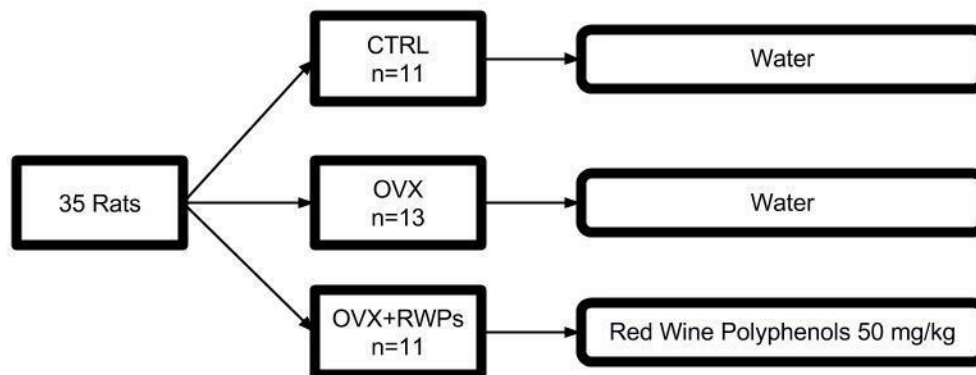 35 Rats
CTRL
n=11
Water
OVX
n=13
Water
OVX+RWPs
n=11
Red Wine Polyphenols 50 mg/kg